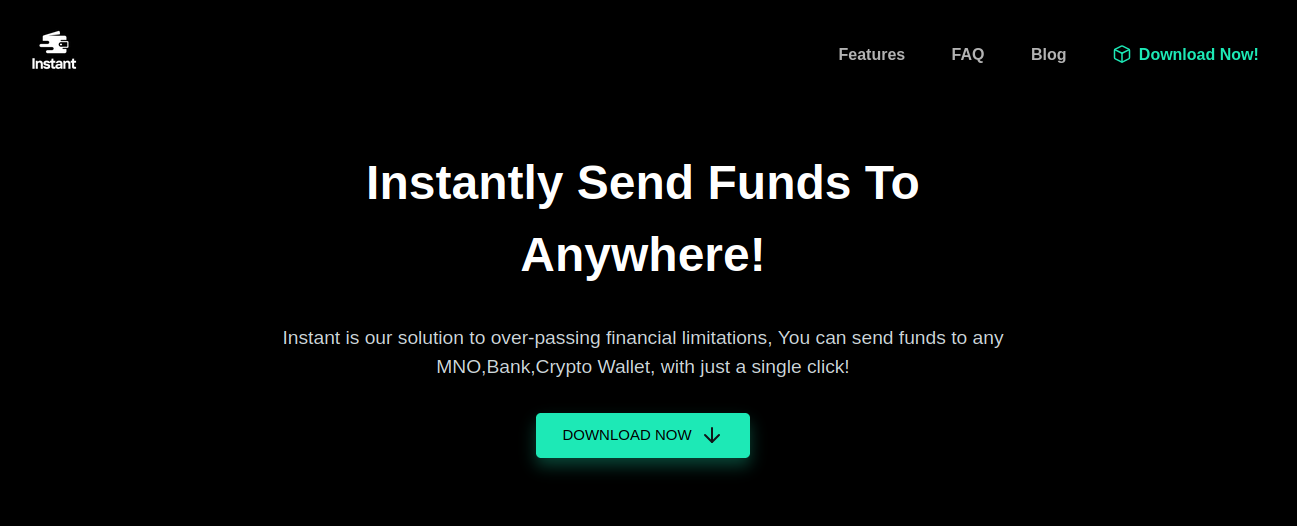 Instant
Features
FAQ
Blog
Download Now!
Instantly Send Funds To
Anywhere!
Instant is our solution to over-passing financial limitations, You can send funds to any
MNO,Bank,Crypto Wallet, with just a single click!
DOWNLOAD NOW